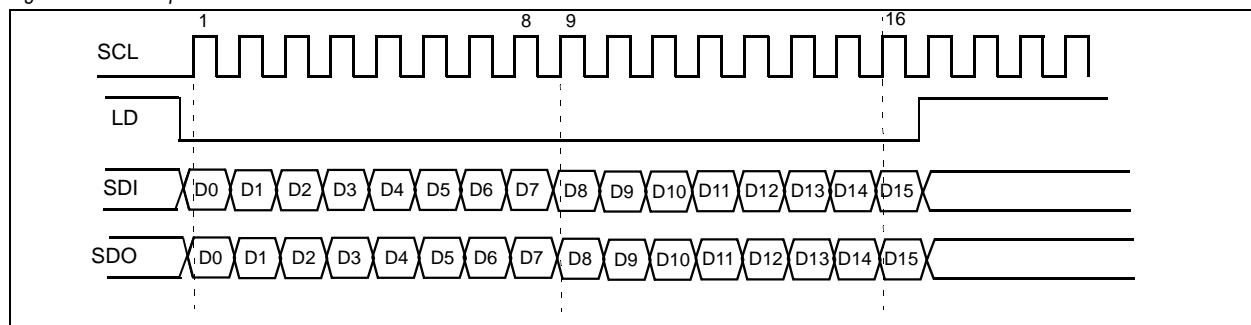 1 8 9 16
SCL
LD
SDI D0 D1 D2 D3 D4 D5 D6 D7 D8 D9 D10 D11 D12 D13 D14 D15
SDO D0 D1 D2 D3 D4 D5 D6 D7 D8 D9 D10 D11 D12 D13 D14 D15